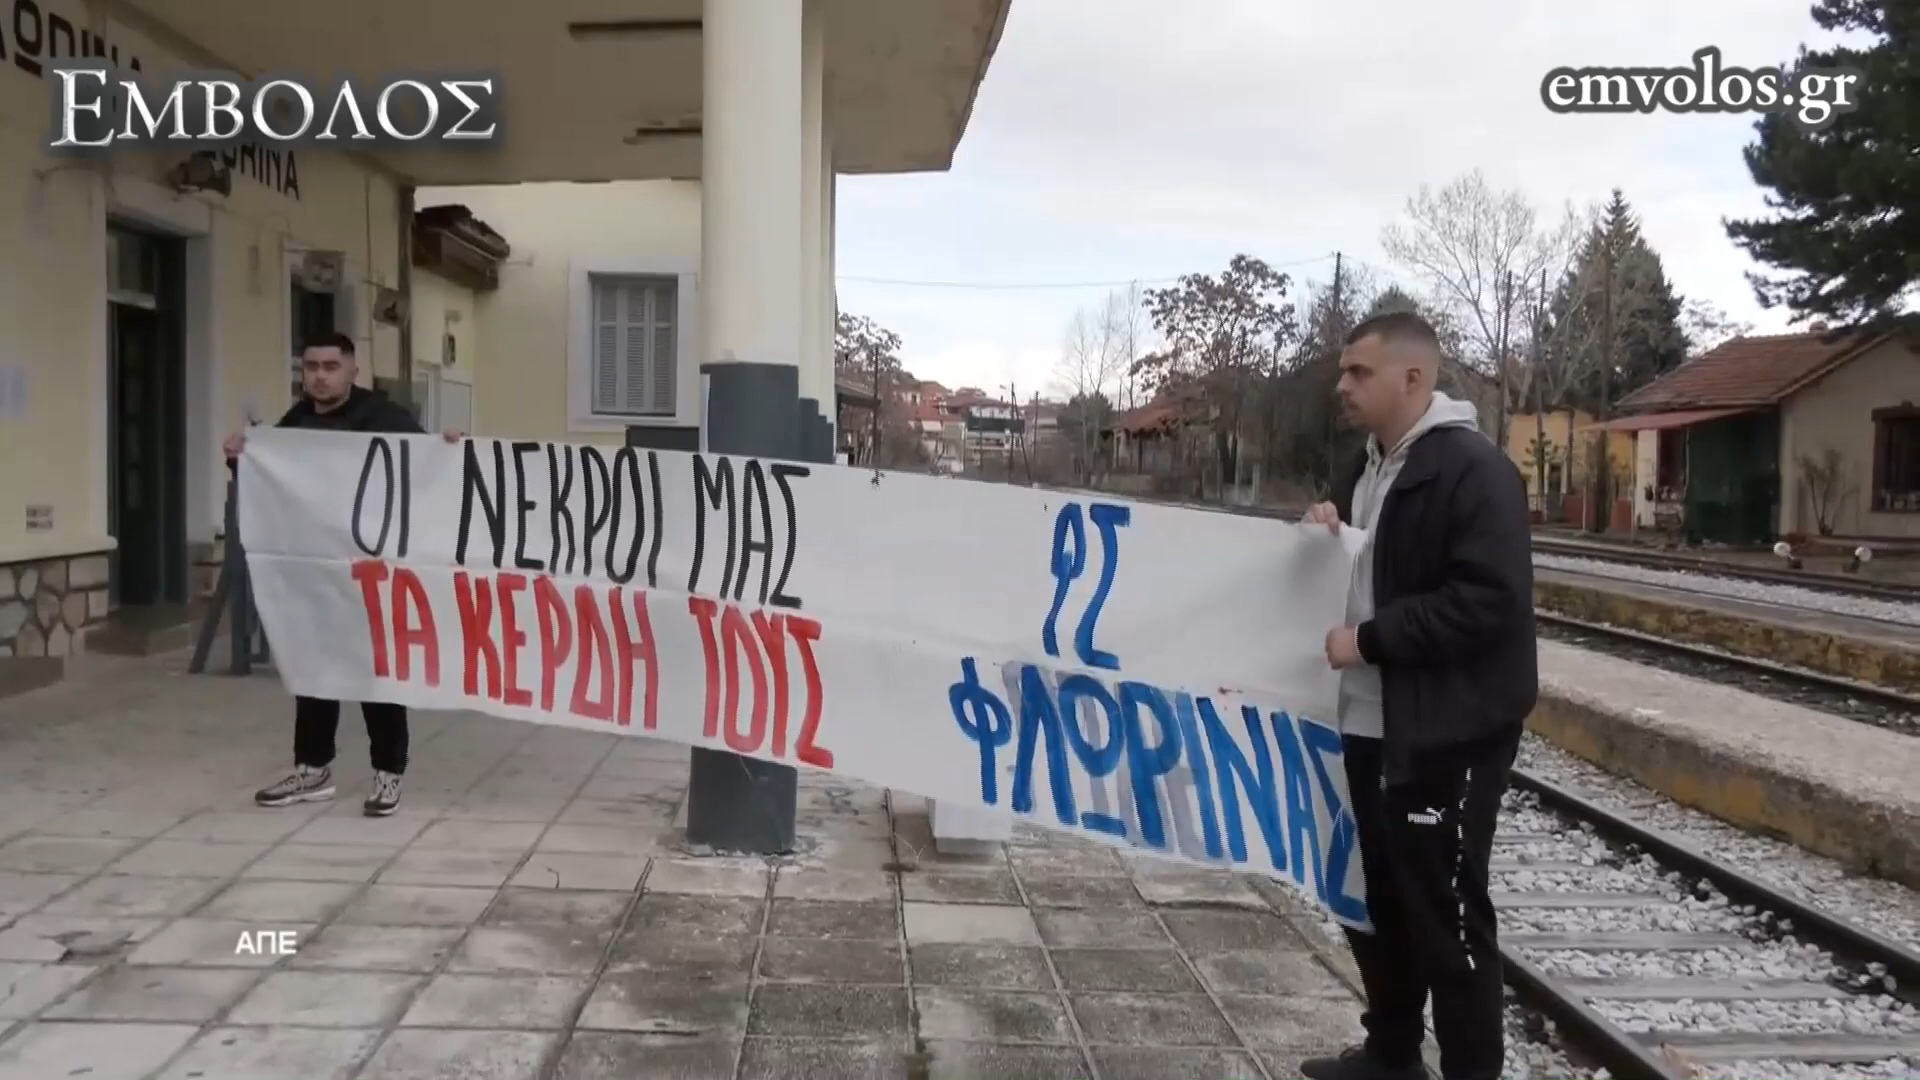 ΕΜΒΟΛΟΣ
emvolos.gr
ΟΙ ΝΕΚΡΟΙ ΜΑΣ
ΤΑ ΚΕΡΔΗ ΤΟΥΣ
ΦΣ
ΦΛΩΡΙΝΑΣ
PUMA
ΑΠΕ